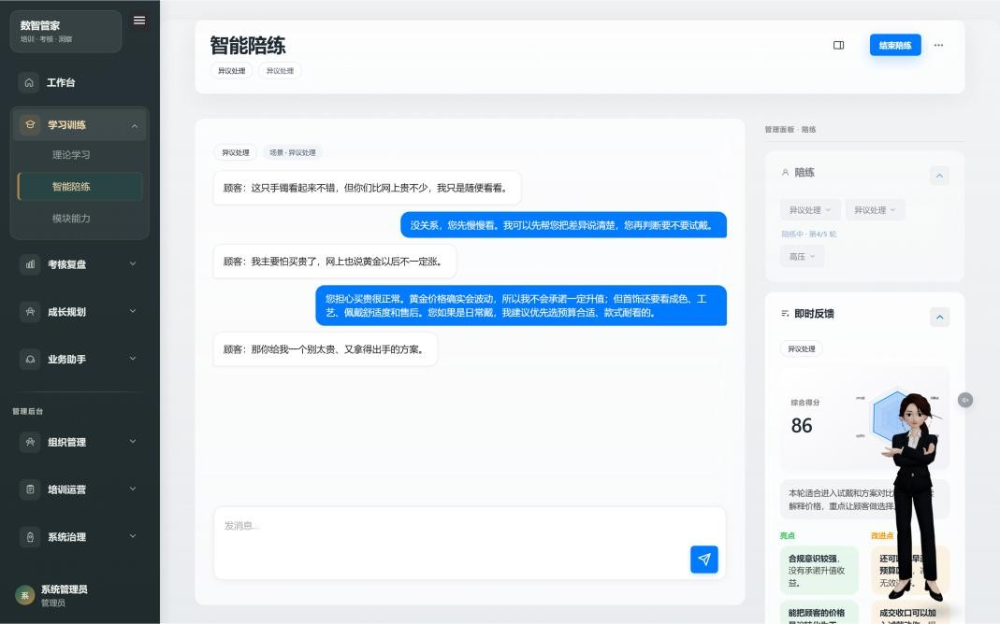 数智管家
培训 · 考核 · 洞察
工作台
学习训练
理论学习
智能陪练
模块能力
考核复盘
成长规划
业务助手
管理后台
组织管理
培训运营
系统治理
系
系统管理员
管理员
智能陪练
异议处理
异议处理
结束陪练
异议处理
场景 · 异议处理
顾客：这只手镯看起来不错，但你们比网上贵不少，我只是随便看看。
没关系，您先慢慢看。我可以先帮您把差异说清楚，您再判断要不要试戴。
顾客：我主要怕买贵了，网上也说黄金以后不一定涨。
您担心买贵很正常。黄金价格确实会波动，所以我不会承诺一定升值；但首饰还要看成色、工
艺、佩戴舒适度和售后。您如果是日常戴，我建议优先选预算合适、款式耐看的。
顾客：那你给我一个别太贵、又拿得出手的方案。
发消息...
管理面板 · 陪练
陪练
异议处理
异议处理
陪练中 · 第4/5 轮
高压
即时反馈
异议处理
综合得分
86
本轮适合进入试戴和方案对比
解释价格，重点让顾客做选择
亮点
改进点
合规意识较强，
没有承诺升值收
益。
还可
早
预算
无效
能把顾客的价格
成交收口可以加